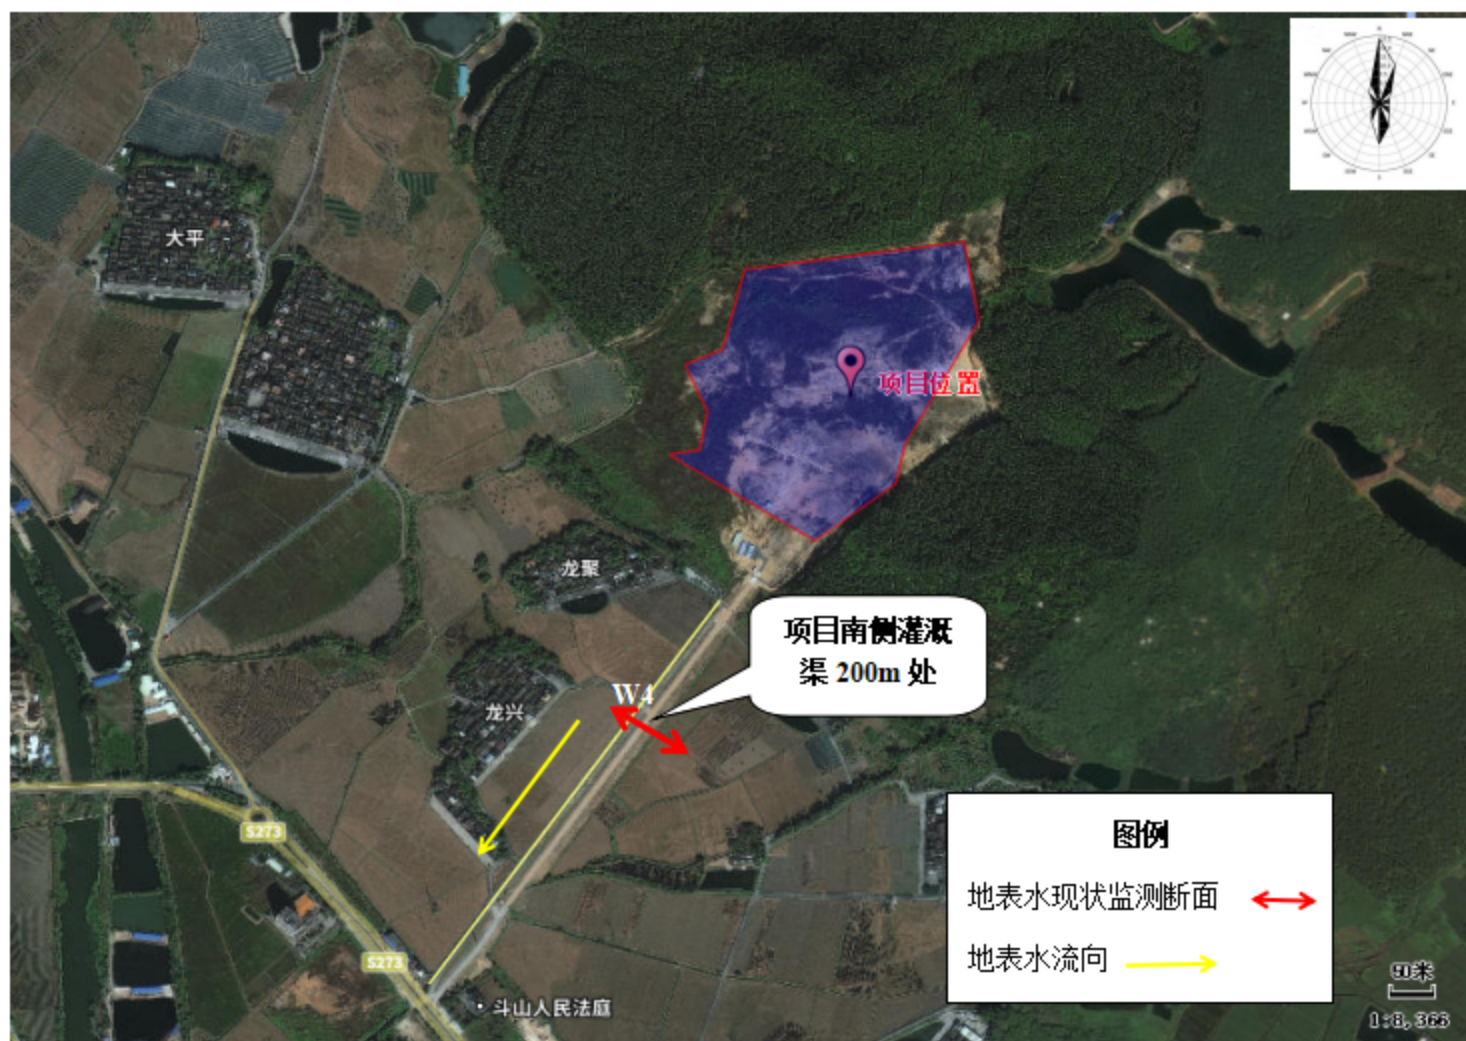 大平
项目位置
龙聚
项目南侧灌溉
渠 200m 处
W4
龙兴
S273
图例
地表水现状监测断面
地表水流向
S273
斗山人民法庭
50米
1:8,366